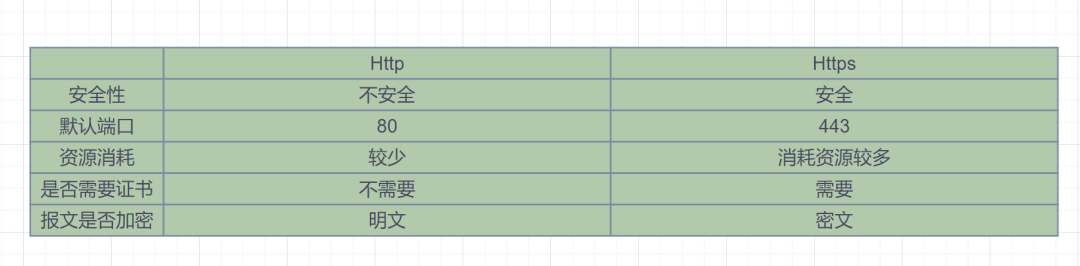 Http Https
安全性 不安全 安全
默认端口 80 443
资源消耗 较少 消耗资源较多
是否需要证书 不需要 需要
报文是否加密 明文 密文